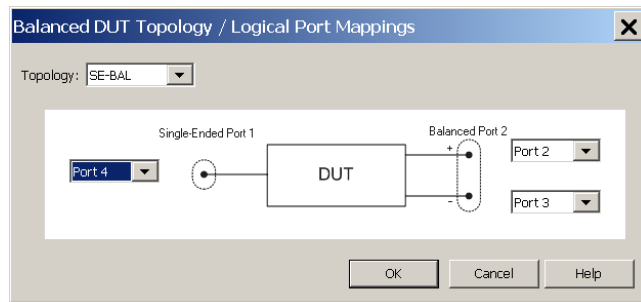 Balanced DUT Topology / Logical Port Mappings
Topology: SE-BAL
Single-Ended Port 1
Balanced Port 2
Port 4
DUT
+
-
Port 2
Port 3
OK
Cancel
Help